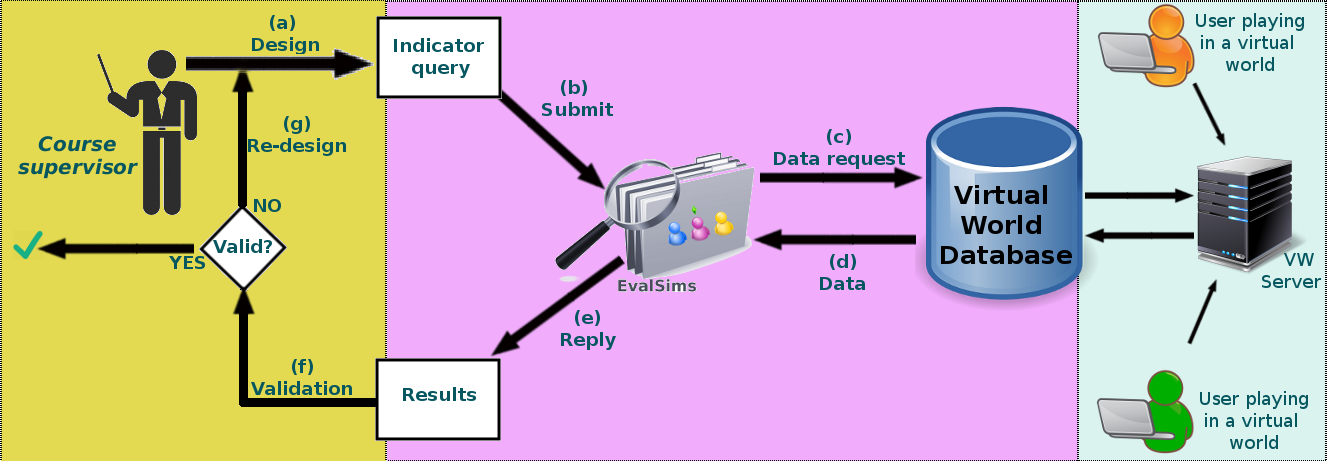 (a)
Design
Indicator
query
(b)
Submit
(c)
Data request
User playing
in a virtual
world
Course
supervisor
(g)
Re-design
NO
Valid?
YES
EvalSims
Virtual
World
Database
(d)
Data
VW
Server
(e)
Reply
(f)
Validation
Results
User playing
in a virtual
world